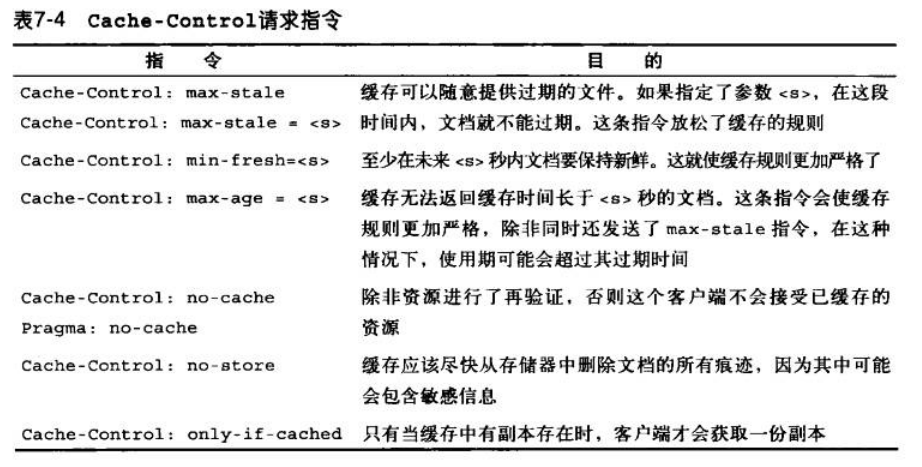 表7-4 Cache-Control请求指令
指 令 目 的
Cache-Control: max-stale 缓存可以随意提供过期的文件。如果指定了参数 <s>，在这段
Cache-Control: max-stale = <s> 时间内，文档就不能过期。这条指令放松了缓存的规则
Cache-Control: min-fresh=<s> 至少在未来 <s> 秒内文档要保持新鲜。这就使缓存规则更加严格了
Cache-Control: max-age = <s> 缓存无法返回缓存时间长于 <s> 秒的文档。这条指令会使缓存
规则更加严格，除非同时还发送了 max-stale 指令，在这种
情况下，使用期可能会超过其过期时间
Cache-Control: no-cache 除非资源进行了再验证，否则这个客户端不会接受已缓存的
Pragma: no-cache 资源
Cache-Control: no-store 缓存应该尽快从存储器中删除文档的所有痕迹，因为其中可能
会包含敏感信息
Cache-Control: only-if-cached 只有当缓存中有副本存在时，客户端才会获取一份副本